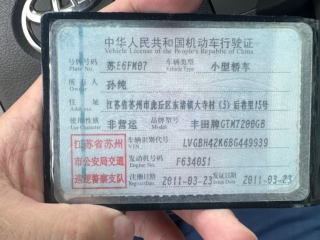 中华人民共和国机动车行驶证
Vehicle License of the People's Republic of China
号牌号码 苏E6FM07 车辆类型 小型轿车
Plate No. Vehicle Type
所有人 孙纯
Owner
住址 江苏省苏州市虎丘区东渚镇大寺村(3)后巷里15号
Address
使用性质 非营运 品牌型号 丰田牌GTM7200GB
Use Character Model
江苏省苏州 车辆识别代号 LVGBH42K6BG449939
市公安局交通 VIN
发动机号码 F634051
巡逻警察支队 Engine No.
注册日期 2011-03-23 发证日期 2011-03-23
Register Date Issue Date